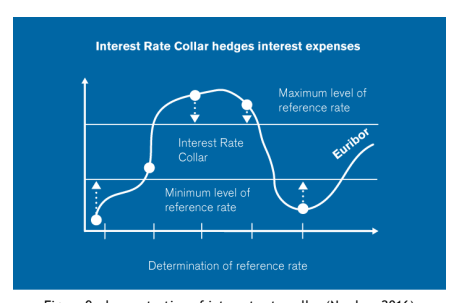 Interest Rate Collar hedges interest expenses
Maximum level of
reference rate
Interest Rate
Collar
Euribor
Minimum level of
reference rate
Determination of reference rate